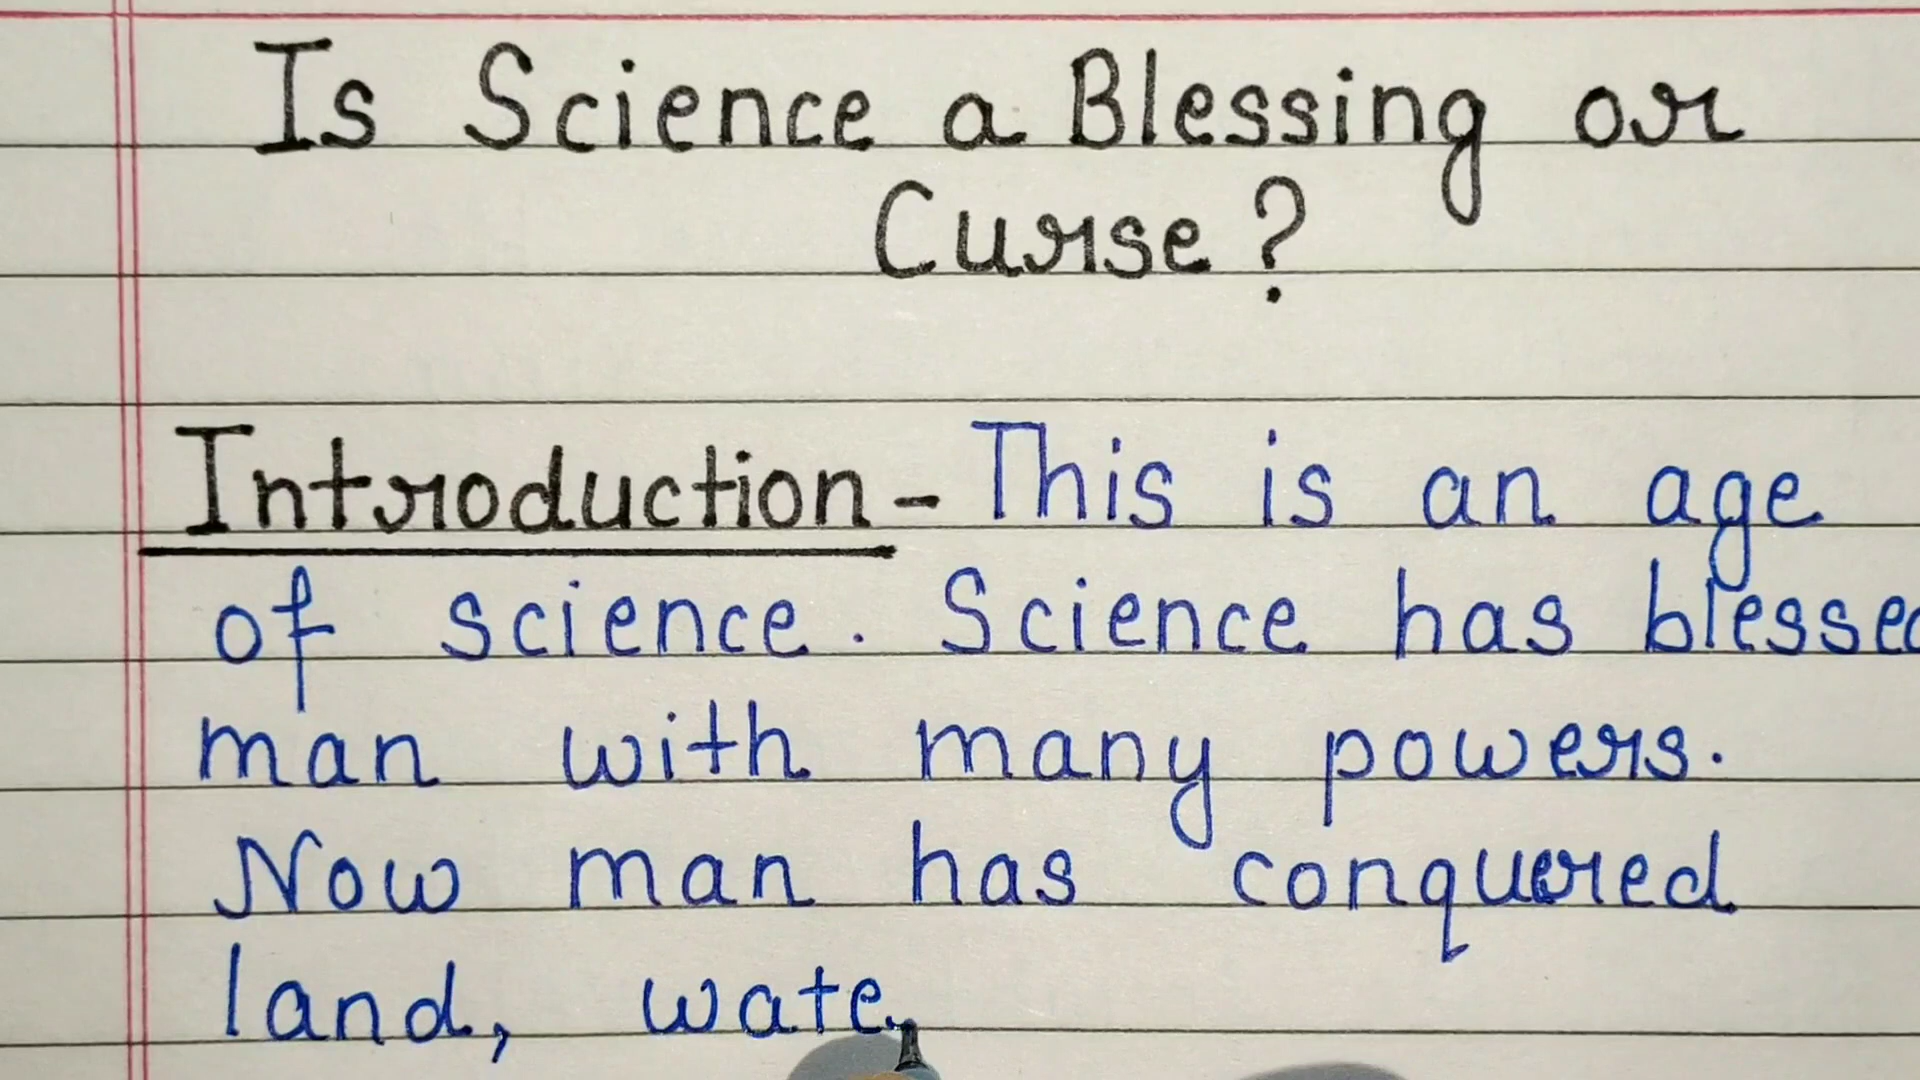 Is Science a Blessing or
Curse?
Introduction - This is an age
of science. Science has blessed
man with many powers.
Now man has conquered
land, wate